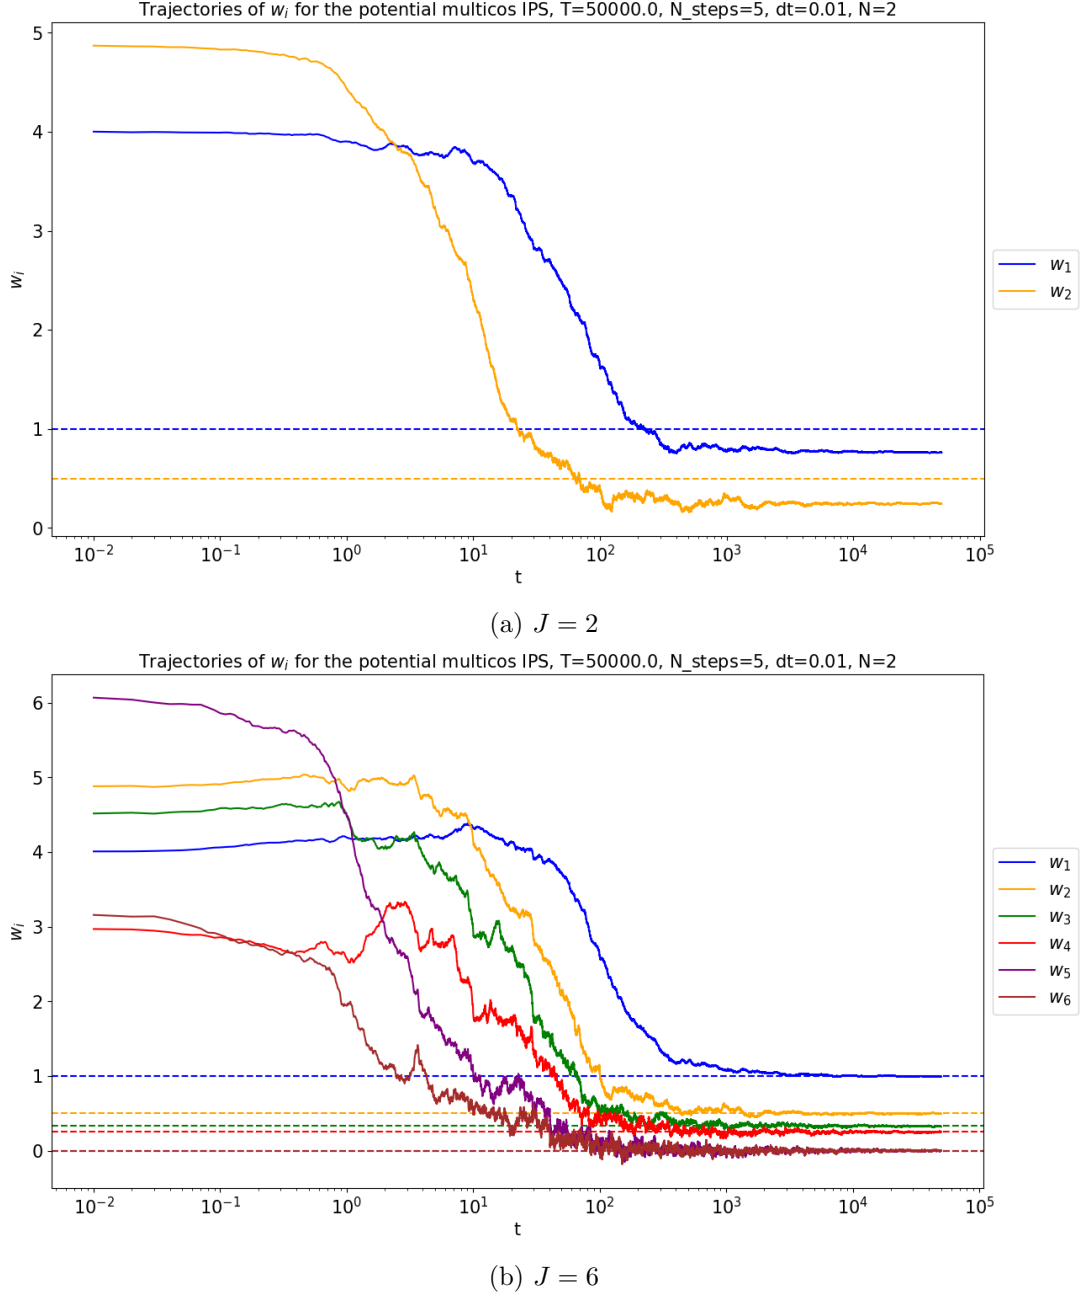 Trajectories of w_i for the potential multicos IPS, T=50000.0, N_steps=5, dt=0.01, N=2
5
4
3
2
1
0
w_i
w_1
w_2
10^-2
10^-1
10^0
10^1
10^2
10^3
10^4
10^5
t
(a) J = 2
Trajectories of w_i for the potential multicos IPS, T=50000.0, N_steps=5, dt=0.01, N=2
6
5
4
3
2
1
0
w_i
w_1
w_2
w_3
w_4
w_5
w_6
10^-2
10^-1
10^0
10^1
10^2
10^3
10^4
10^5
t
(b) J = 6